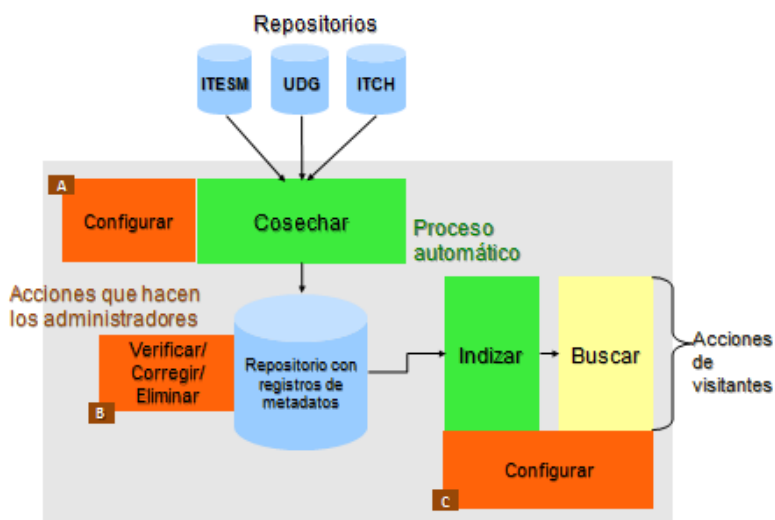 Repositorios
ITESM
UDG
ITCH
A
Configurar
Cosechar
Proceso
automático
Acciones que hacen
los administradores
Verificar/
Corregir/
Eliminar
B
Repositorio con
registros de
metadatos
Indizar
Buscar
Acciones
de
visitantes
Configurar
C